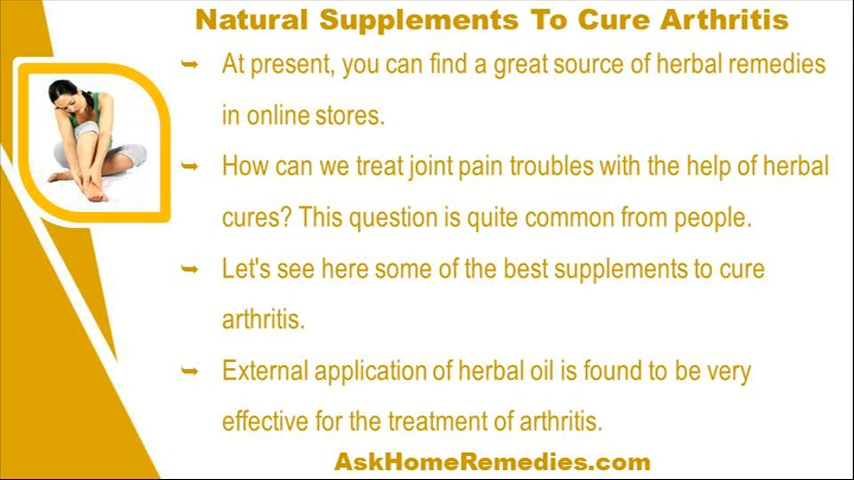 Natural Supplements To Cure Arthritis
At present, you can find a great source of herbal remedies
in online stores.
How can we treat joint pain troubles with the help of herbal
cures? This question is quite common from people.
Let's see here some of the best supplements to cure
arthritis.
External application of herbal oil is found to be very
effective for the treatment of arthritis.
AskHomeRemedies.com